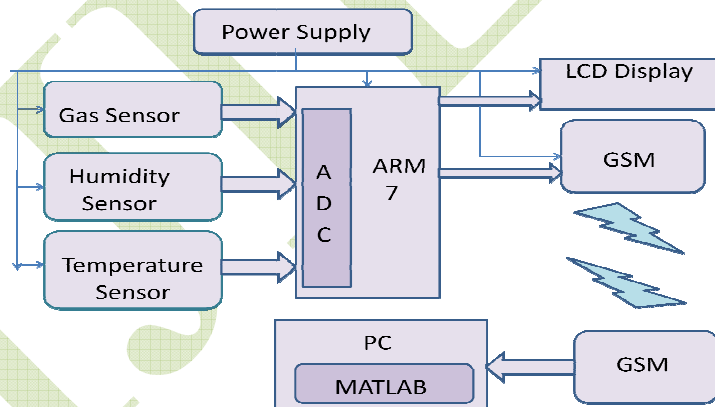 Power Supply
LCD Display
Gas Sensor
GSM
ARM
7
A
D
C
Humidity
Sensor
Temperature
Sensor
PC
MATLAB
GSM